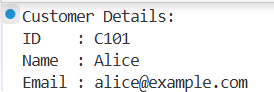 Customer Details:
ID    : C101
Name  : Alice
Email : alice@example.com